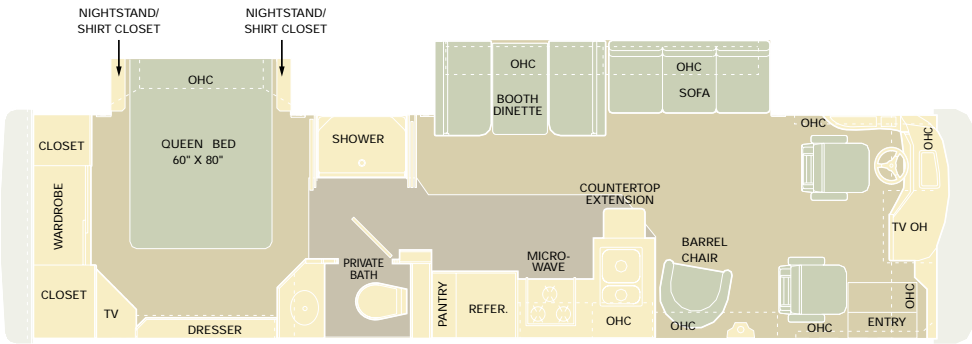 NIGHTSTAND/
SHIRT CLOSET
NIGHTSTAND/
SHIRT CLOSET
OHC
OHC
BOOTH
DINETTE
OHC
SOFA
CLOSET
QUEEN BED
60" X 80"
SHOWER
OHC
OHC
WARDROBE
COUNTERTOP
EXTENSION
TV OH
BARREL
CHAIR
MICRO-
WAVE
PRIVATE
BATH
CLOSET
TV
DRESSER
PANTRY
REFER.
OHC
OHC
OHC
OHC
ENTRY